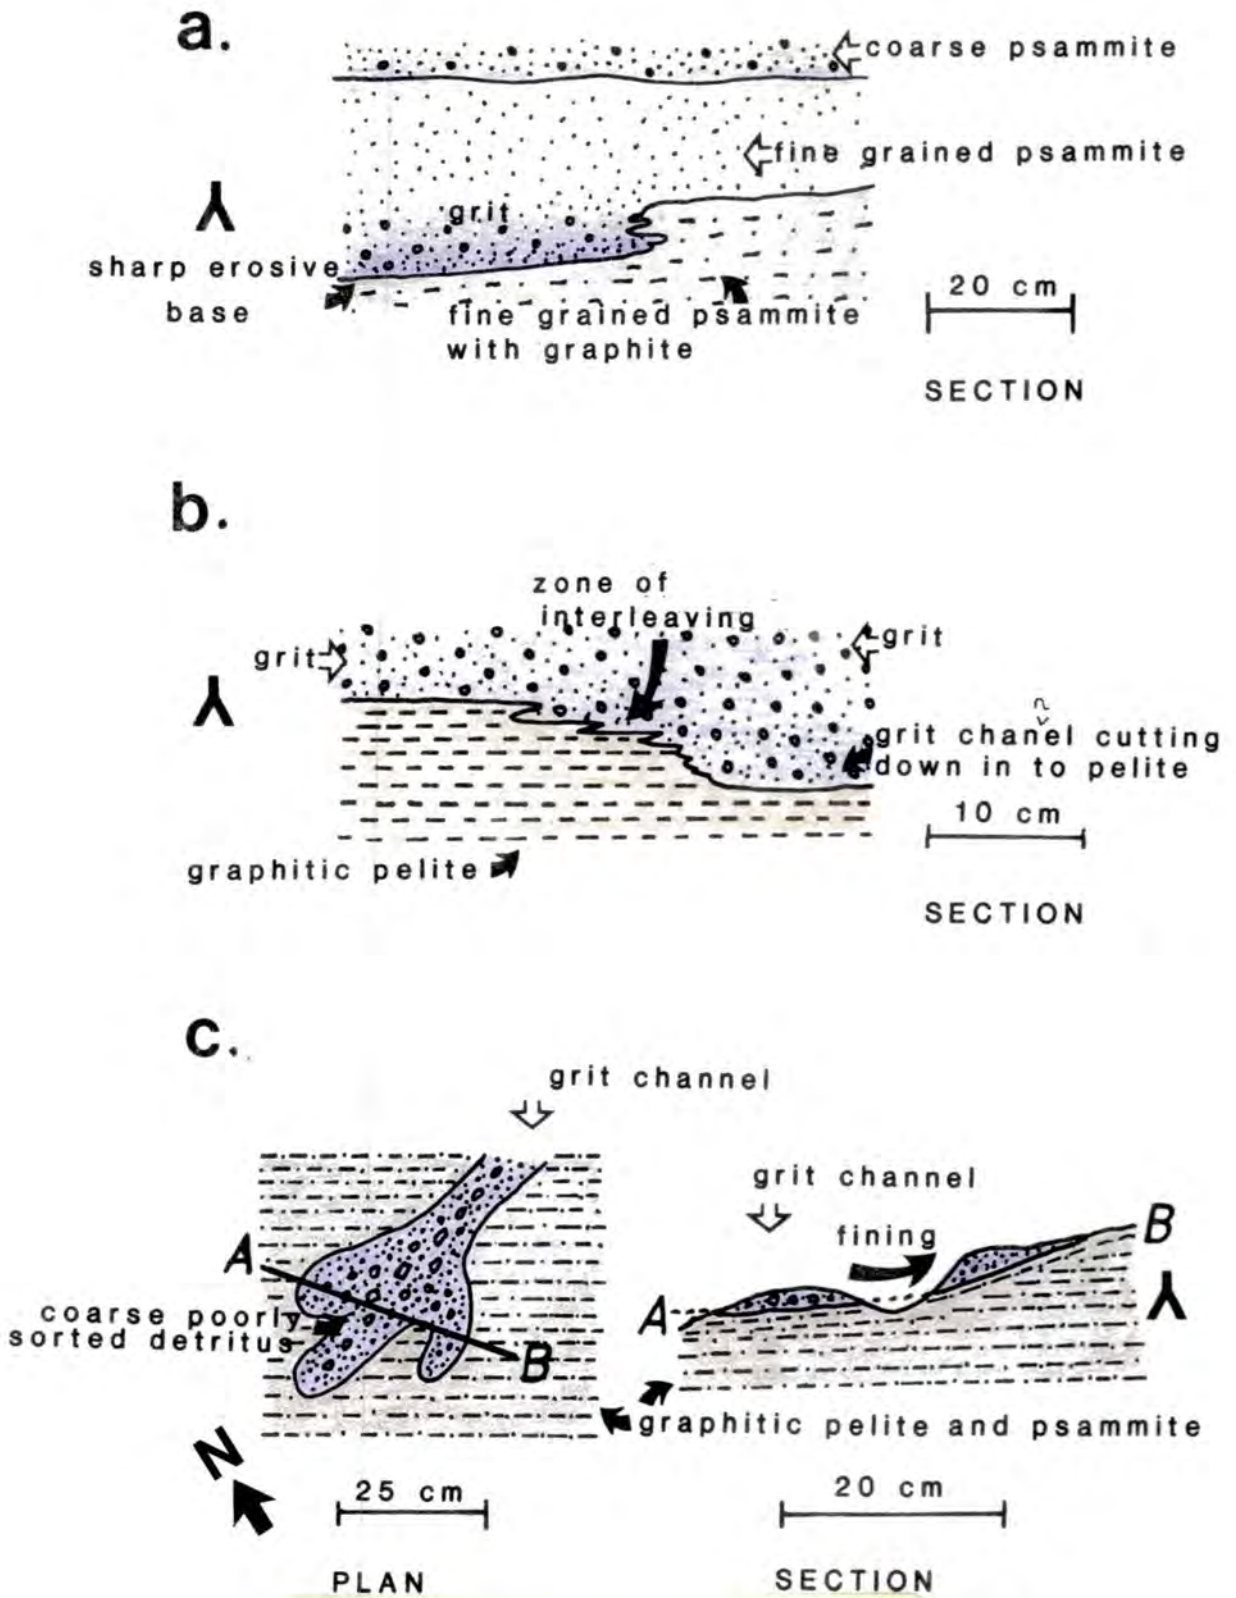 a.
coarse psammite
fine grained psammite
grit
sharp erosive
base
fine grained psammite
with graphite
20 cm
SECTION
b.
zone of
interleaving
grit
grit
n
grit chanel cutting
down in to pelite
10 cm
graphitic pelite
SECTION
c.
grit channel
grit channel
fining
A
B
A
B
coarse poorly
sorted detritus
graphitic pelite and psammite
N
25 cm
20 cm
PLAN
SECTION